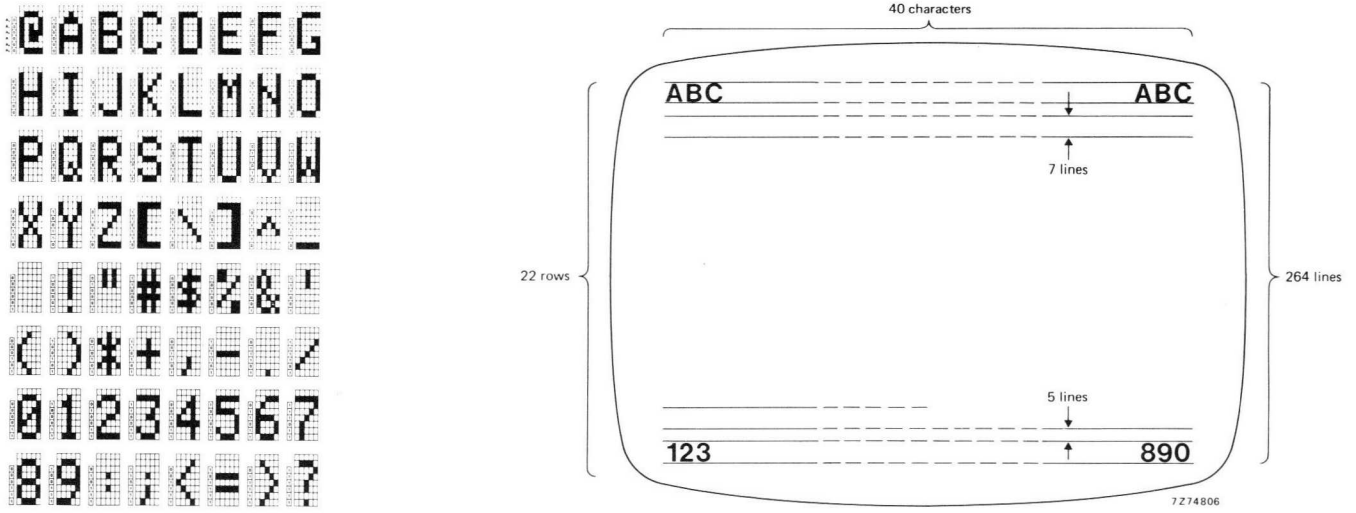 @ABCDEFG
HIJKLMNO
PQRSTUVW
XYZ[\]^_
!"#$%&'
()*+,-./
01234567
89:;<=>?
40 characters
ABC ABC
7 lines
22 rows
264 lines
5 lines
123 890
7Z74806